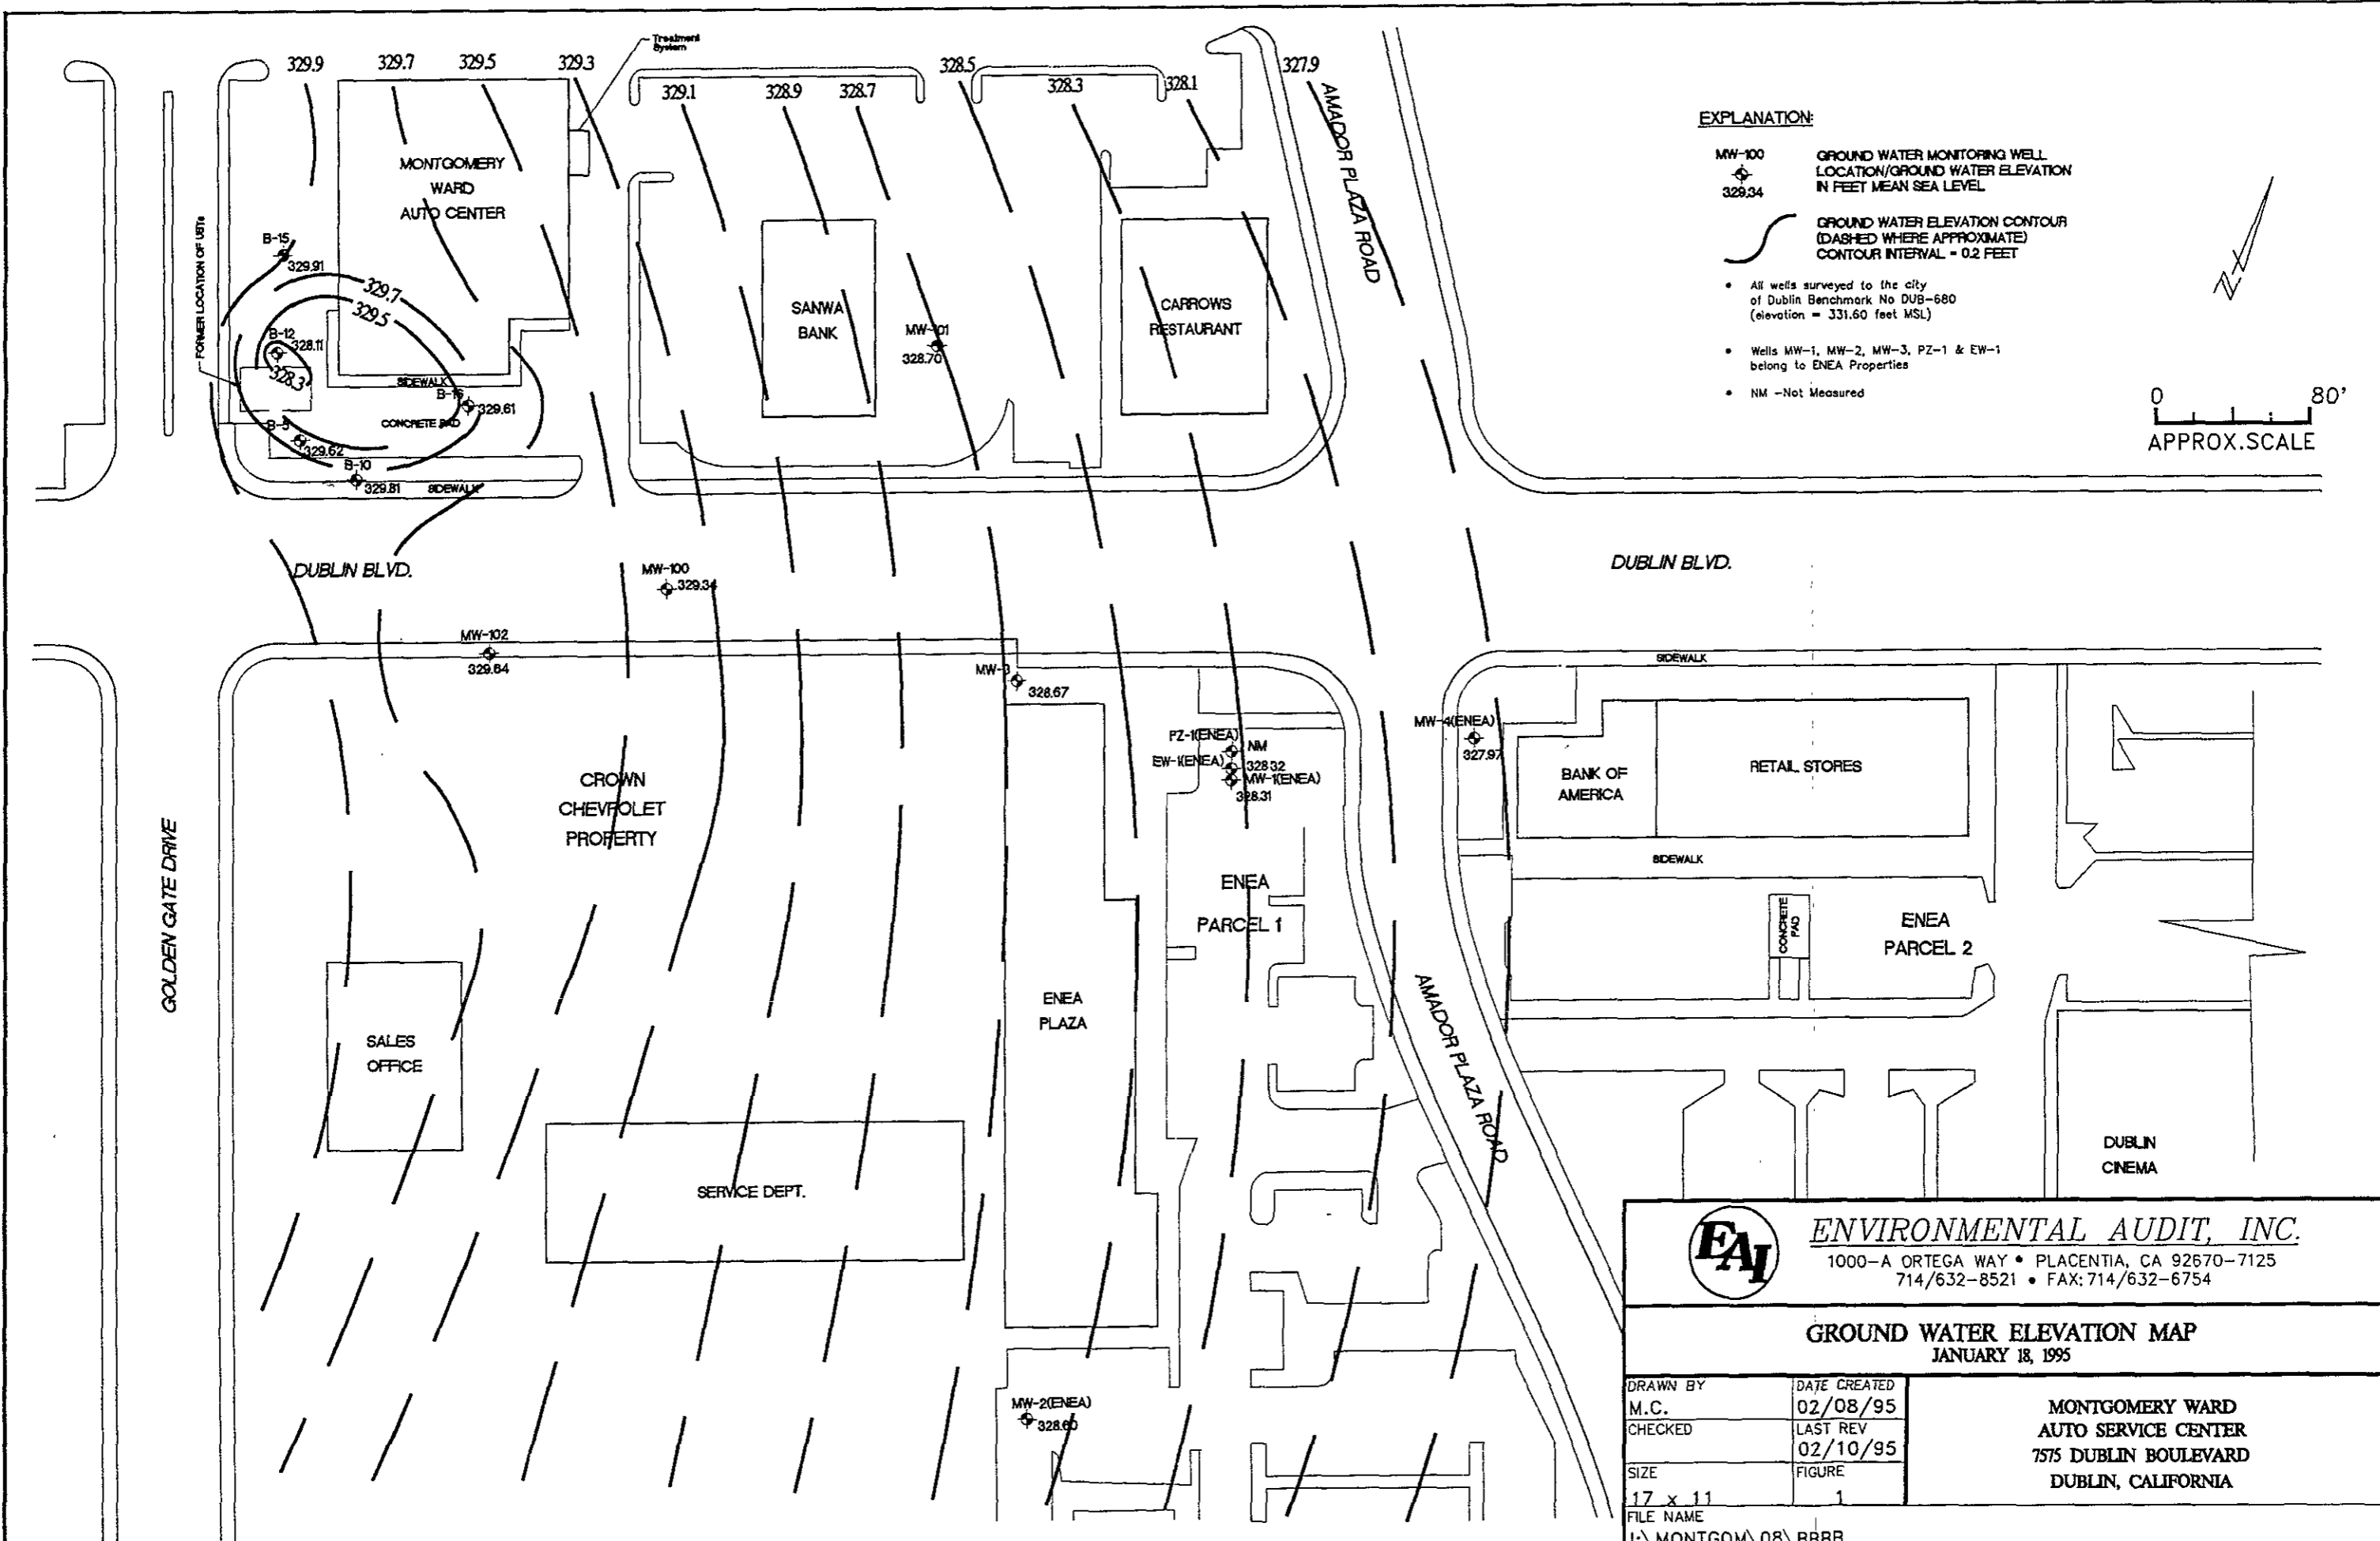 Treatment
System
329.9
329.7
329.5
329.3
329.1
328.9
328.7
328.5
328.3
328.1
327.9
MONTGOMERY
WARD
AUTO CENTER
FORMER LOCATION OF USTs
B-15
329.91
329.7
329.5
B-12
328.11
328.3
SIDEWALK
B-16
329.61
CONCRETE PAD
B-5
329.62
B-10
329.81
SIDEWALK
SANWA
BANK
MW-101
328.70
CARROWS
RESTAURANT
AMADOR PLAZA ROAD
EXPLANATION:
MW-100
329.34
GROUND WATER MONITORING WELL
LOCATION/GROUND WATER ELEVATION
IN FEET MEAN SEA LEVEL
GROUND WATER ELEVATION CONTOUR
(DASHED WHERE APPROXIMATE)
CONTOUR INTERVAL = 0.2 FEET
• All wells surveyed to the city
of Dublin Benchmark No DUB-680
(elevation = 331.60 feet MSL)
• Wells MW-1, MW-2, MW-3, PZ-1 & EW-1
belong to ENEA Properties
• NM -Not Measured
N
0 80'
APPROX.SCALE
DUBLIN BLVD.
MW-100
329.34
DUBLIN BLVD.
MW-102
329.64
MW-3
328.67
SIDEWALK
PZ-1(ENEA)
NM
EW-1(ENEA)
328.32
MW-1(ENEA)
328.31
MW-4(ENEA)
327.97
BANK OF
AMERICA
RETAIL STORES
SIDEWALK
CROWN
CHEVROLET
PROPERTY
GOLDEN GATE DRIVE
ENEA
PARCEL 1
CONCRETE
PAD
ENEA
PARCEL 2
SALES
OFFICE
ENEA
PLAZA
AMADOR PLAZA ROAD
SERVICE DEPT.
DUBLIN
CINEMA
MW-2(ENEA)
328.60
EAI
ENVIRONMENTAL AUDIT, INC.
1000-A ORTEGA WAY • PLACENTIA, CA 92670-7125
714/632-8521 • FAX: 714/632-6754
GROUND WATER ELEVATION MAP
JANUARY 18, 1995
DRAWN BY
M.C.
DATE CREATED
02/08/95
CHECKED
LAST REV
02/10/95
SIZE
17 x 11
FIGURE
1
FILE NAME
MONTGOMERY WARD
AUTO SERVICE CENTER
7575 DUBLIN BOULEVARD
DUBLIN, CALIFORNIA